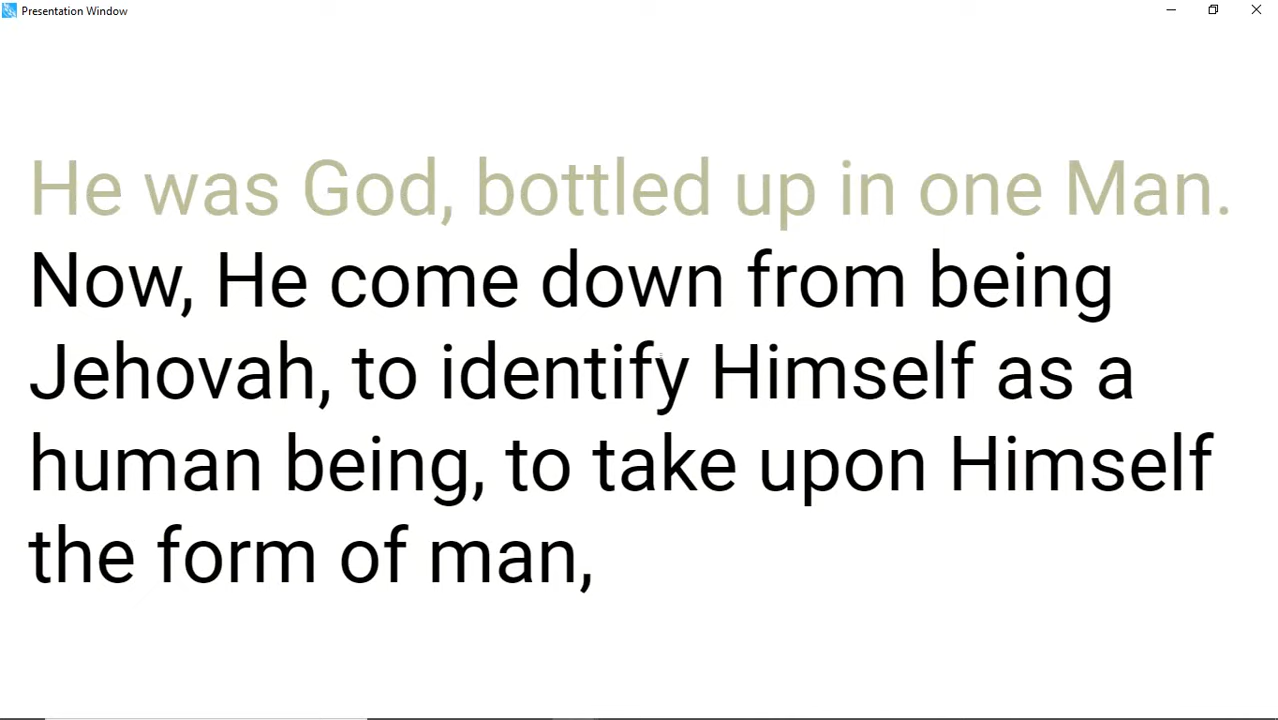 Presentation Window
He was God, bottled up in one Man.
Now, He come down from being
Jehovah, to identify Himself as a
human being, to take upon Himself
the form of man,